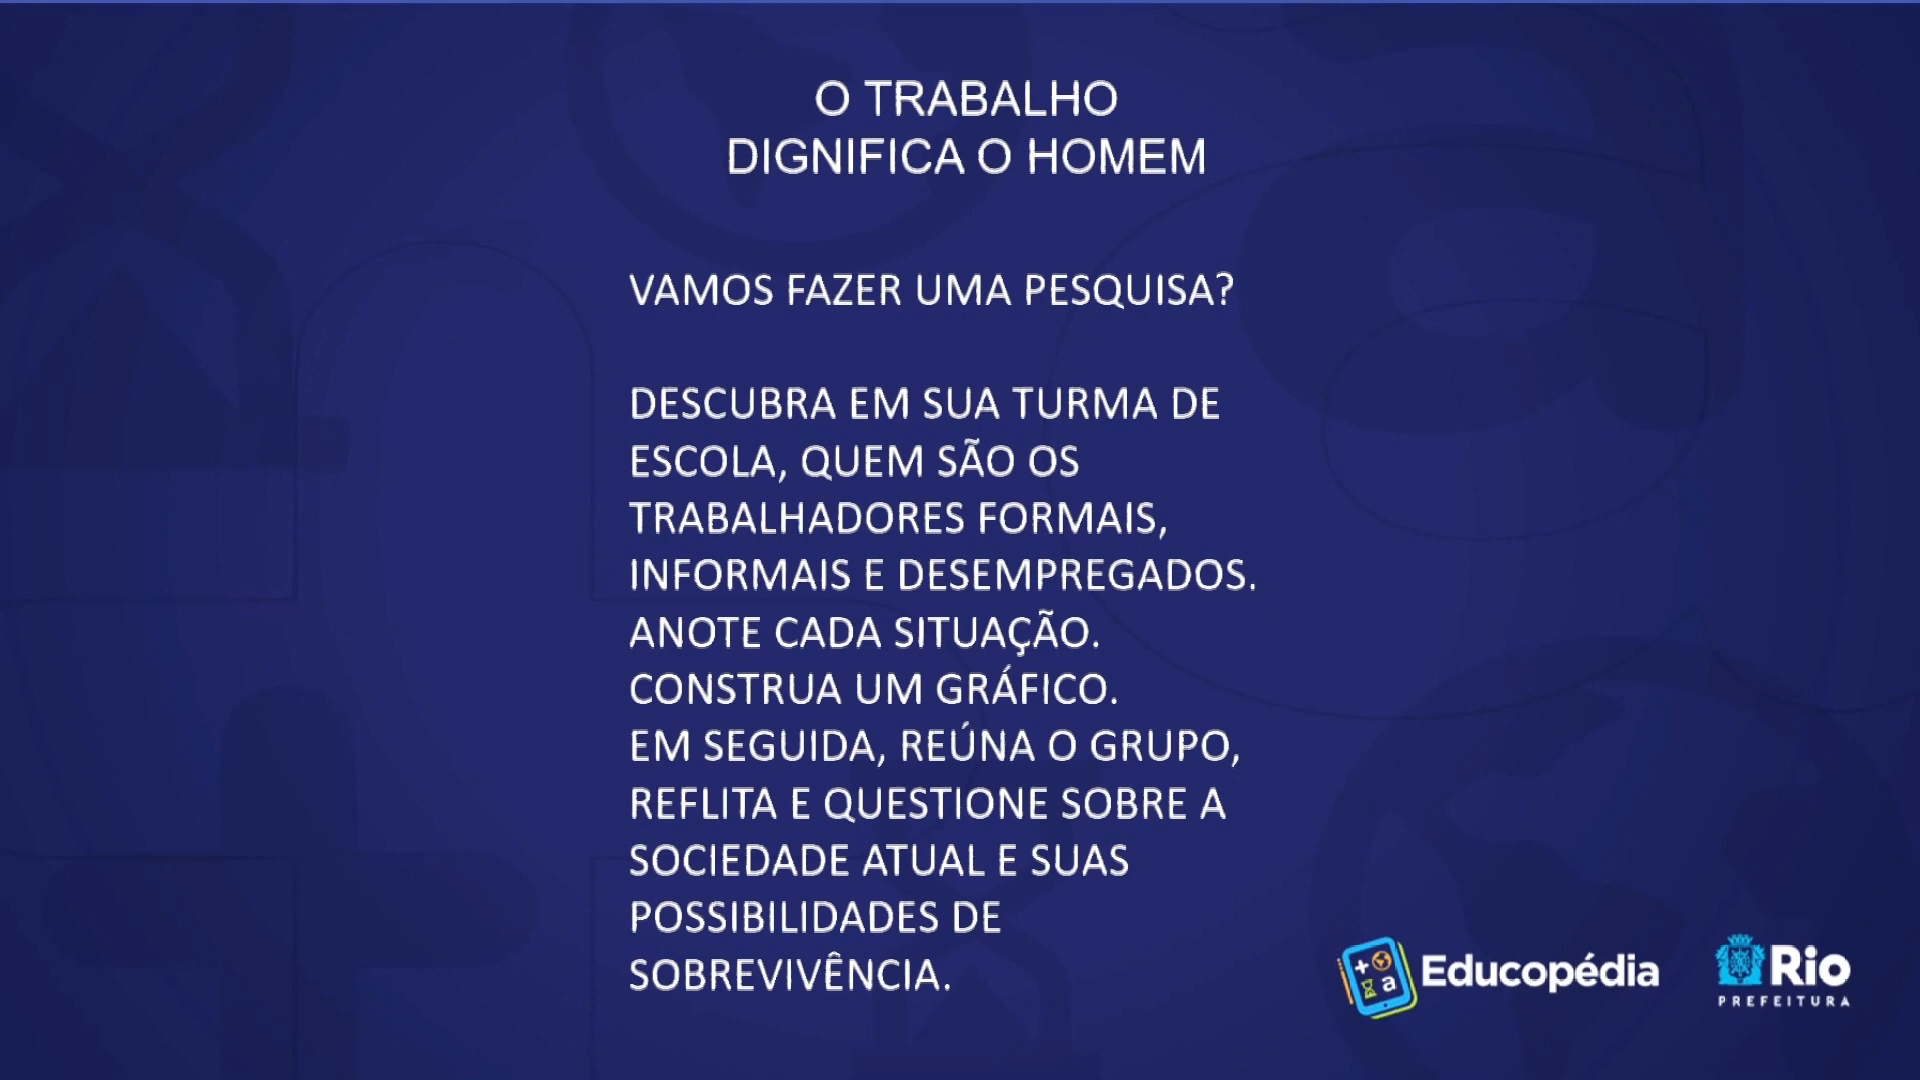 O TRABALHO
DIGNIFICA O HOMEM
VAMOS FAZER UMA PESQUISA?
DESCUBRA EM SUA TURMA DE
ESCOLA, QUEM SÃO OS
TRABALHADORES FORMAIS,
INFORMAIS E DESEMPREGADOS.
ANOTE CADA SITUAÇÃO.
CONSTRUA UM GRÁFICO.
EM SEGUIDA, REÚNA O GRUPO,
REFLITA E QUESTIONE SOBRE A
SOCIEDADE ATUAL E SUAS
POSSIBILIDADES DE
SOBREVIVÊNCIA.
Educopédia
Rio
PREFEITURA